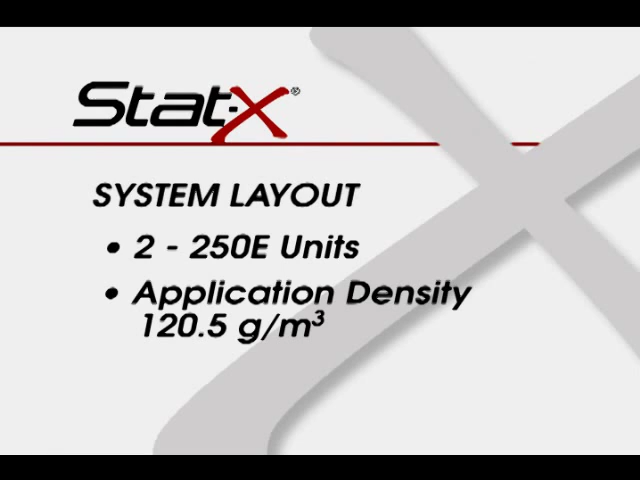 Stat-X®
SYSTEM LAYOUT
• 2 - 250E Units
• Application Density
120.5 g/m³